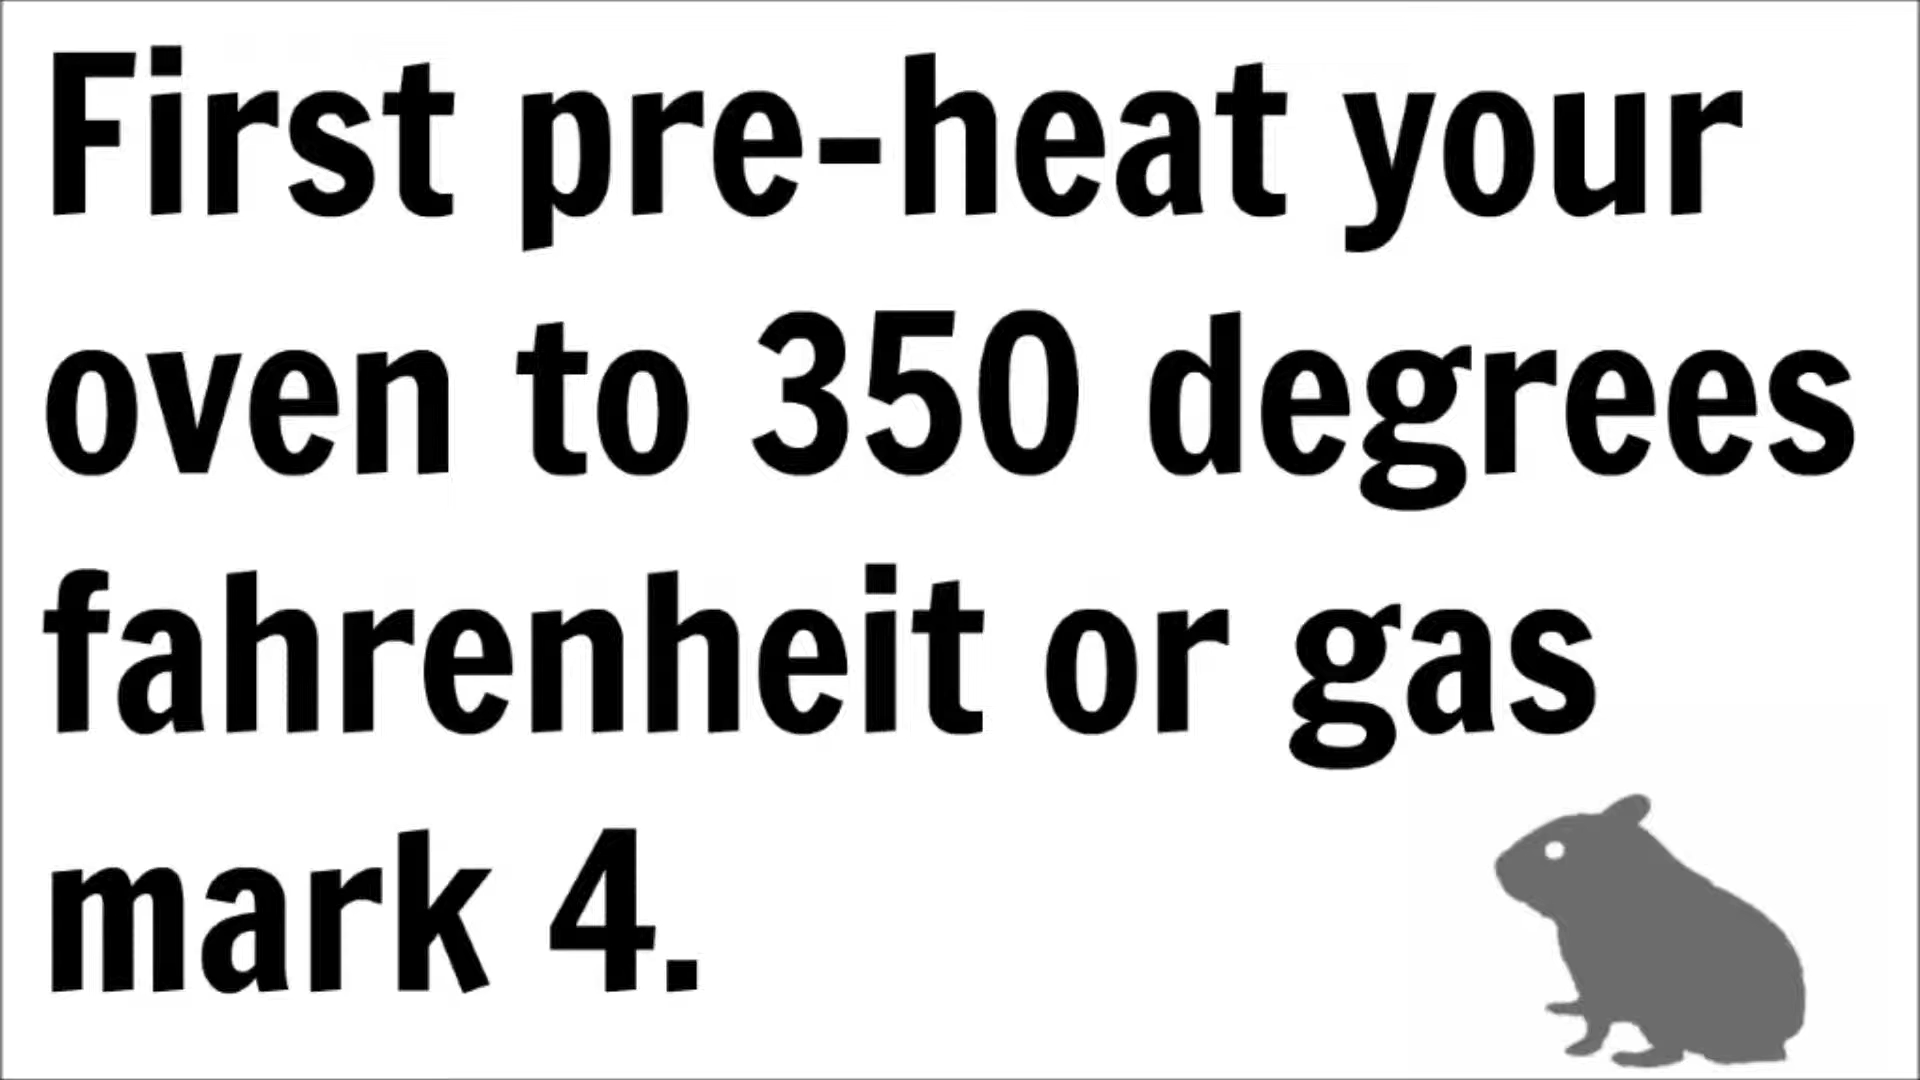 First pre-heat your
oven to 350 degrees
fahrenheit or gas
mark 4.